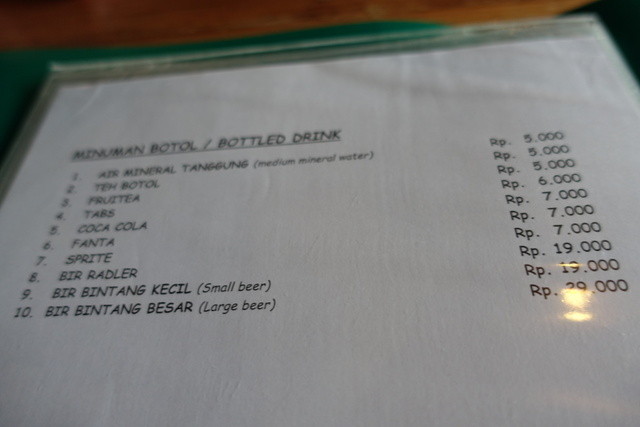 MINUMAN BOTOL / BOTTLED DRINK
1. AIR MINERAL TANGGUNG (medium mineral water) Rp. 5.000
2. TEH BOTOL Rp. 5.000
3. FRUITEA Rp. 5.000
4. TABS Rp. 6.000
5. COCA COLA Rp. 7.000
6. FANTA Rp. 7.000
7. SPRITE Rp. 7.000
8. BIR RADLER Rp. 19.000
9. BIR BINTANG KECIL (Small beer) Rp. 19.000
10. BIR BINTANG BESAR (Large beer) Rp. 29.000